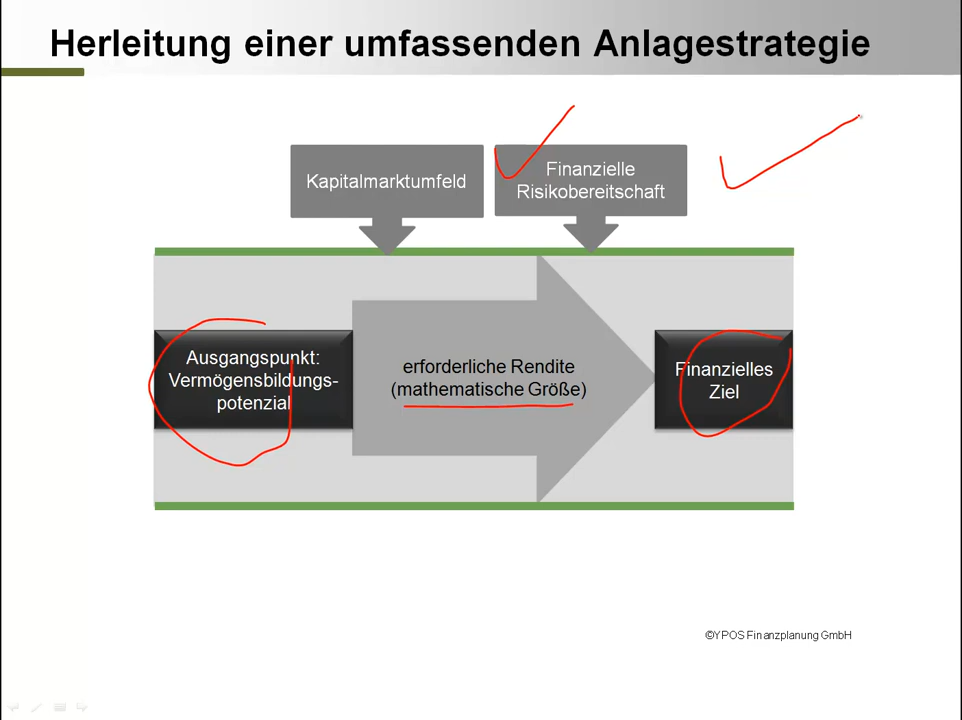 Herleitung einer umfassenden Anlagestrategie
Kapitalmarktumfeld
Finanzielle
Risikobereitschaft
Ausgangspunkt:
Vermögensbildungs-
potenzial
erforderliche Rendite
(mathematische Größe)
Finanzielles
Ziel
©YPOS Finanzplanung GmbH